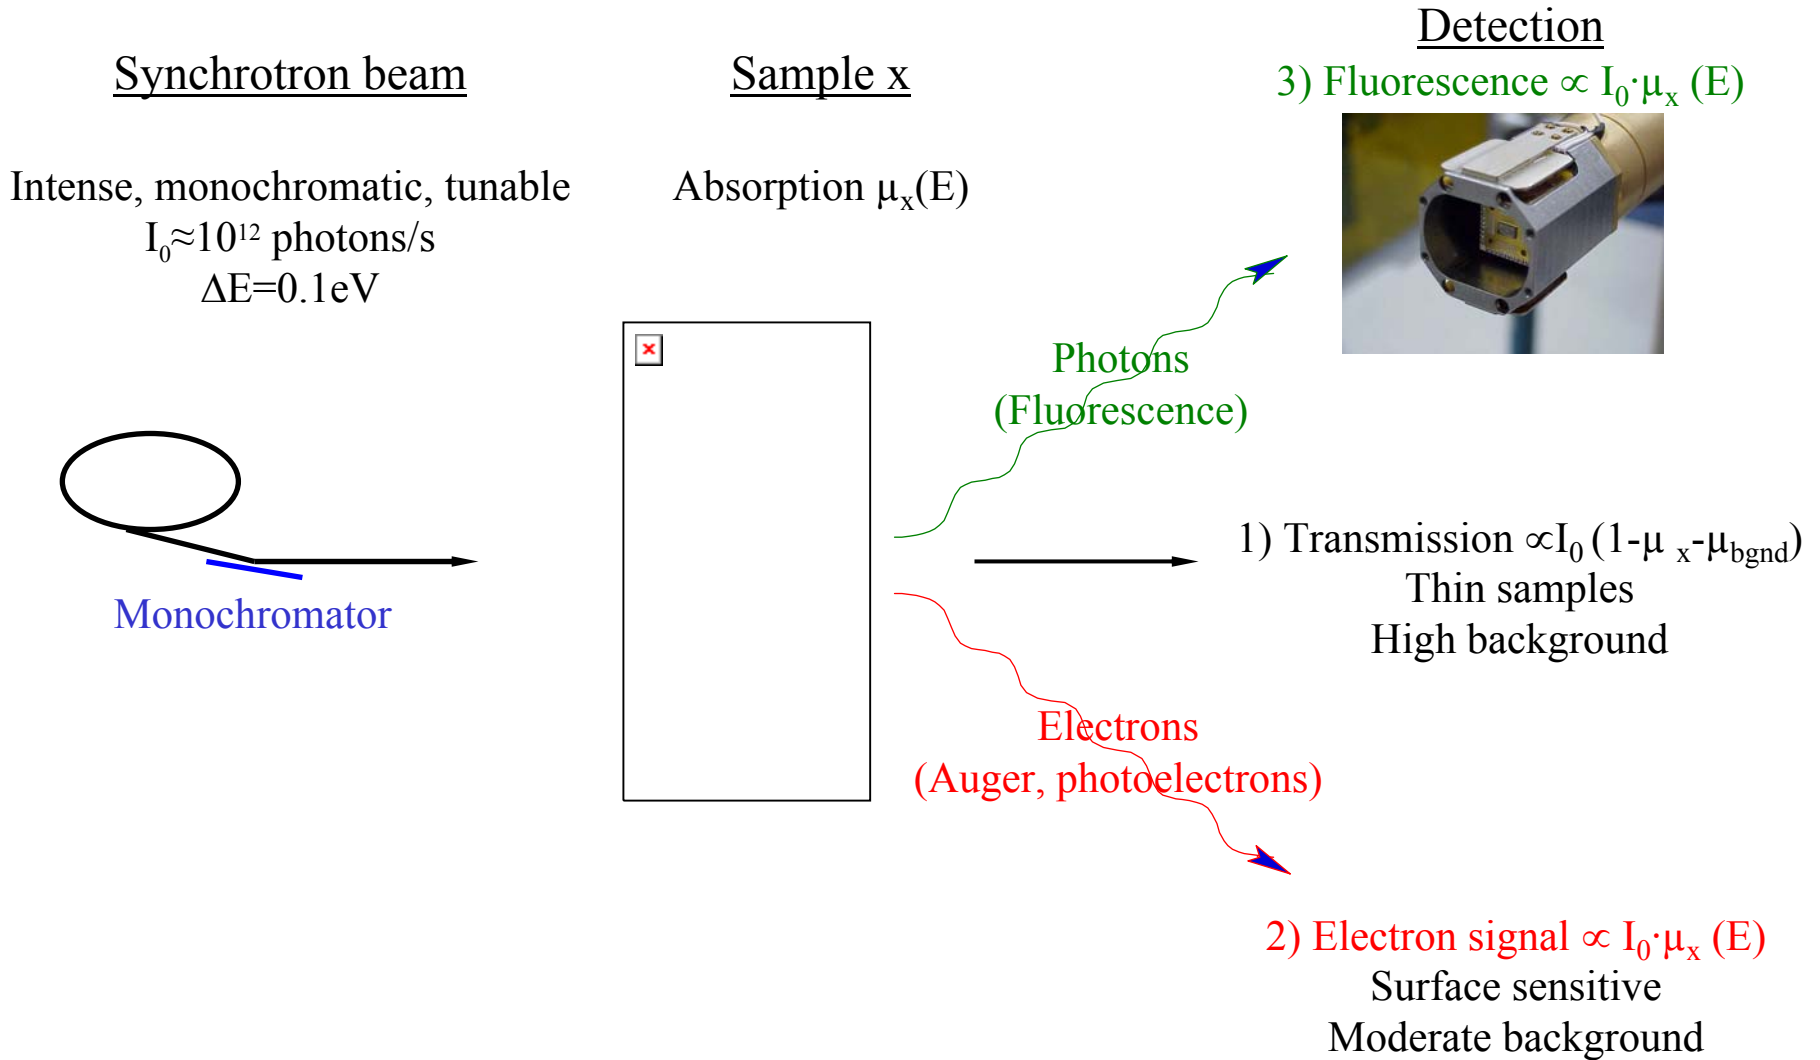 Synchrotron beam
Intense, monochromatic, tunable
I₀≈10¹² photons/s
ΔE=0.1eV
Monochromator
Sample x
Absorption µₓ(E)
Photons
(Fluorescence)
Electrons
(Auger, photoelectrons)
Detection
3) Fluorescence ∝ I₀·µₓ (E)
1) Transmission ∝I₀ (1-µ ₓ-µ_bgnd)
Thin samples
High background
2) Electron signal ∝ I₀·µₓ (E)
Surface sensitive
Moderate background